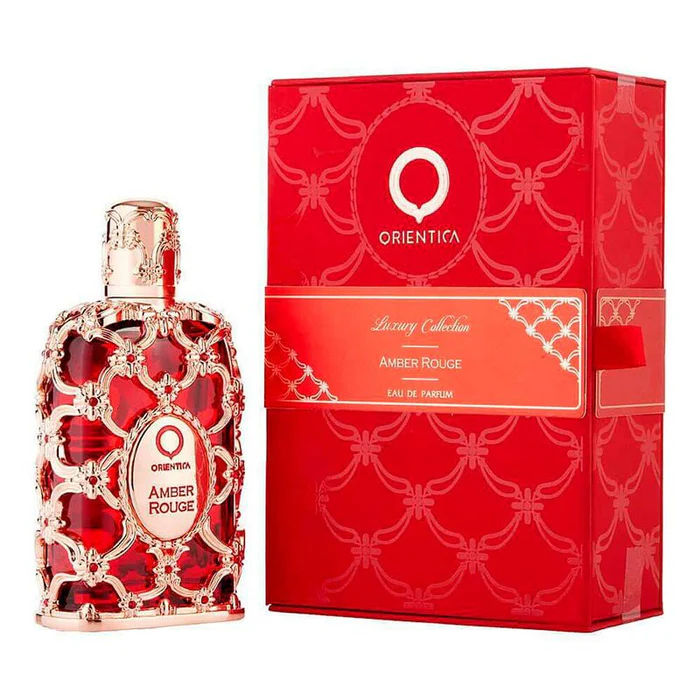 ORIENTICA
Luxury Collection
AMBER ROUGE
EAU DE PARFUM
ORIENTICA
AMBER
ROUGE